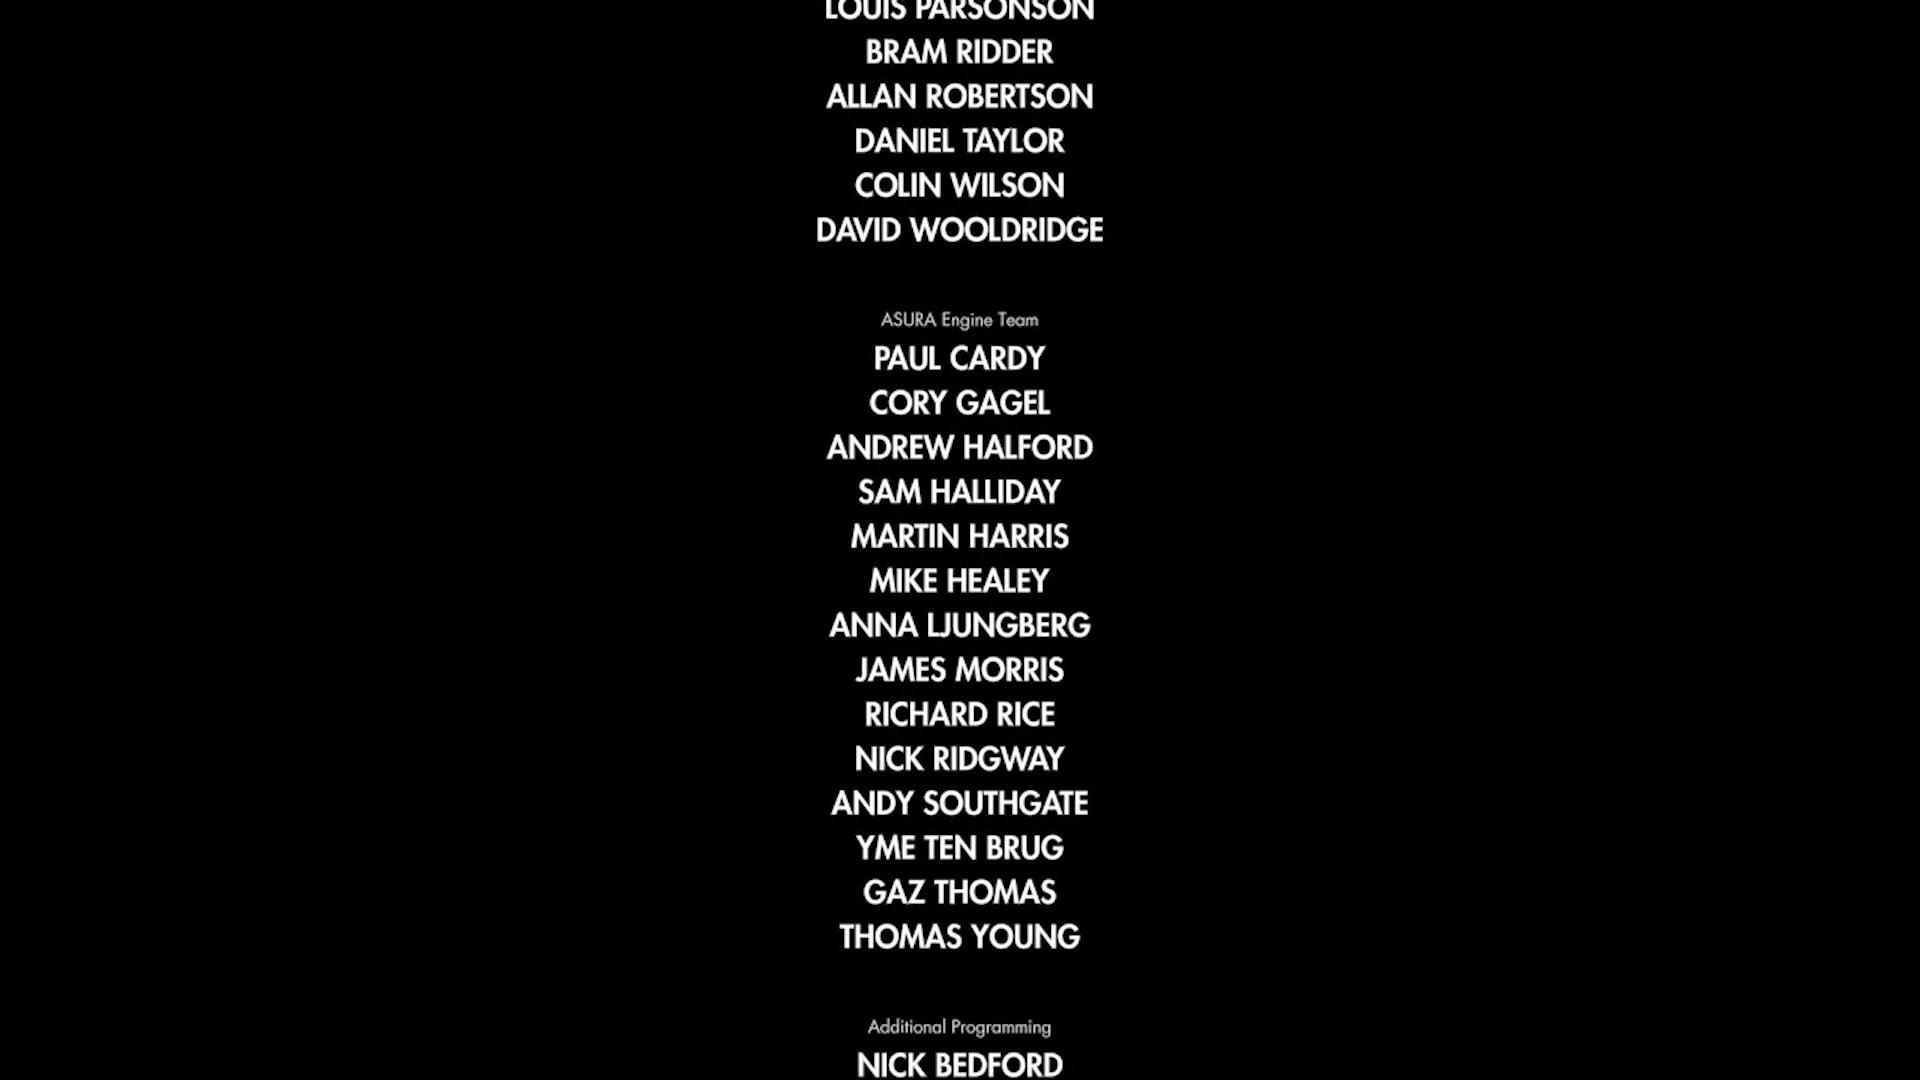 LOUIS PARSONSON
BRAM RIDDER
ALLAN ROBERTSON
DANIEL TAYLOR
COLIN WILSON
DAVID WOOLDRIDGE
ASURA Engine Team
PAUL CARDY
CORY GAGEL
ANDREW HALFORD
SAM HALLIDAY
MARTIN HARRIS
MIKE HEALEY
ANNA LJUNGBERG
JAMES MORRIS
RICHARD RICE
NICK RIDGWAY
ANDY SOUTHGATE
YME TEN BRUG
GAZ THOMAS
THOMAS YOUNG
Additional Programming
NICK BEDFORD